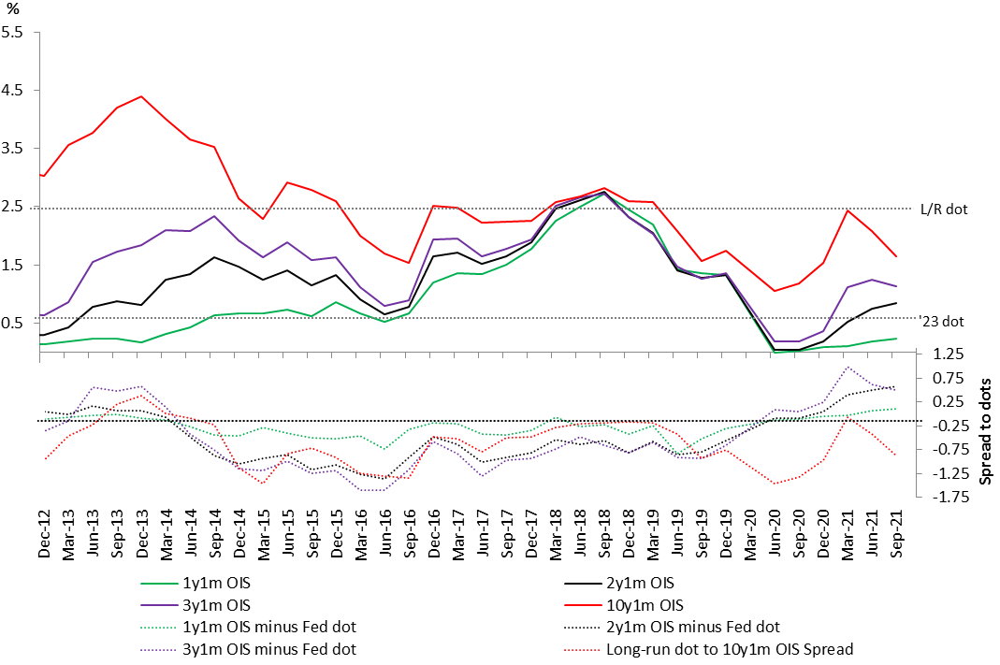 %
5.5
4.5
3.5
2.5
1.5
0.5
L/R dot
'23 dot
1.25
0.75
0.25
-0.25
-0.75
-1.25
-1.75
Spread to dots
Dec-12
Mar-13
Jun-13
Sep-13
Dec-13
Mar-14
Jun-14
Sep-14
Dec-14
Mar-15
Jun-15
Sep-15
Dec-15
Mar-16
Jun-16
Sep-16
Dec-16
Mar-17
Jun-17
Sep-17
Dec-17
Mar-18
Jun-18
Sep-18
Dec-18
Mar-19
Jun-19
Sep-19
Dec-19
Mar-20
Jun-20
Sep-20
Dec-20
Mar-21
Jun-21
Sep-21
1y1m OIS
2y1m OIS
3y1m OIS
10y1m OIS
1y1m OIS minus Fed dot
2y1m OIS minus Fed dot
3y1m OIS minus Fed dot
Long-run dot to 10y1m OIS Spread